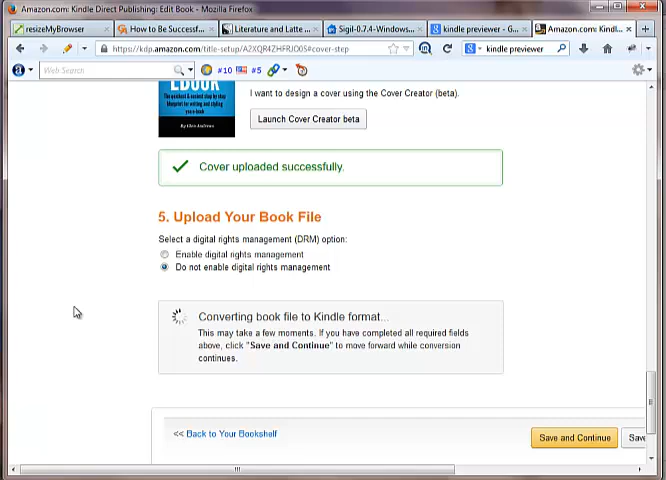 Amazon.com: Kindle Direct Publishing: Edit Book - Mozilla Firefox
resizeMyBrowser
How to Be Successf...
Literature and Latte ...
Sigil-0.7.4-Windows...
kindle previewer - G...
Amazon.com: Kindl...
https://kdp.amazon.com/title-setup/A2XQR4ZHFRJO0S#cover-step
kindle previewer
Web Search
#10
#5
EBOOK
I want to design a cover using the Cover Creator (beta).
Launch Cover Creator beta
Cover uploaded successfully.
5. Upload Your Book File
Select a digital rights management (DRM) option:
Enable digital rights management
Do not enable digital rights management
Converting book file to Kindle format...
This may take a few moments. If you have completed all required fields
above, click "Save and Continue" to move forward while conversion
continues.
<< Back to Your Bookshelf
Save and Continue
Save